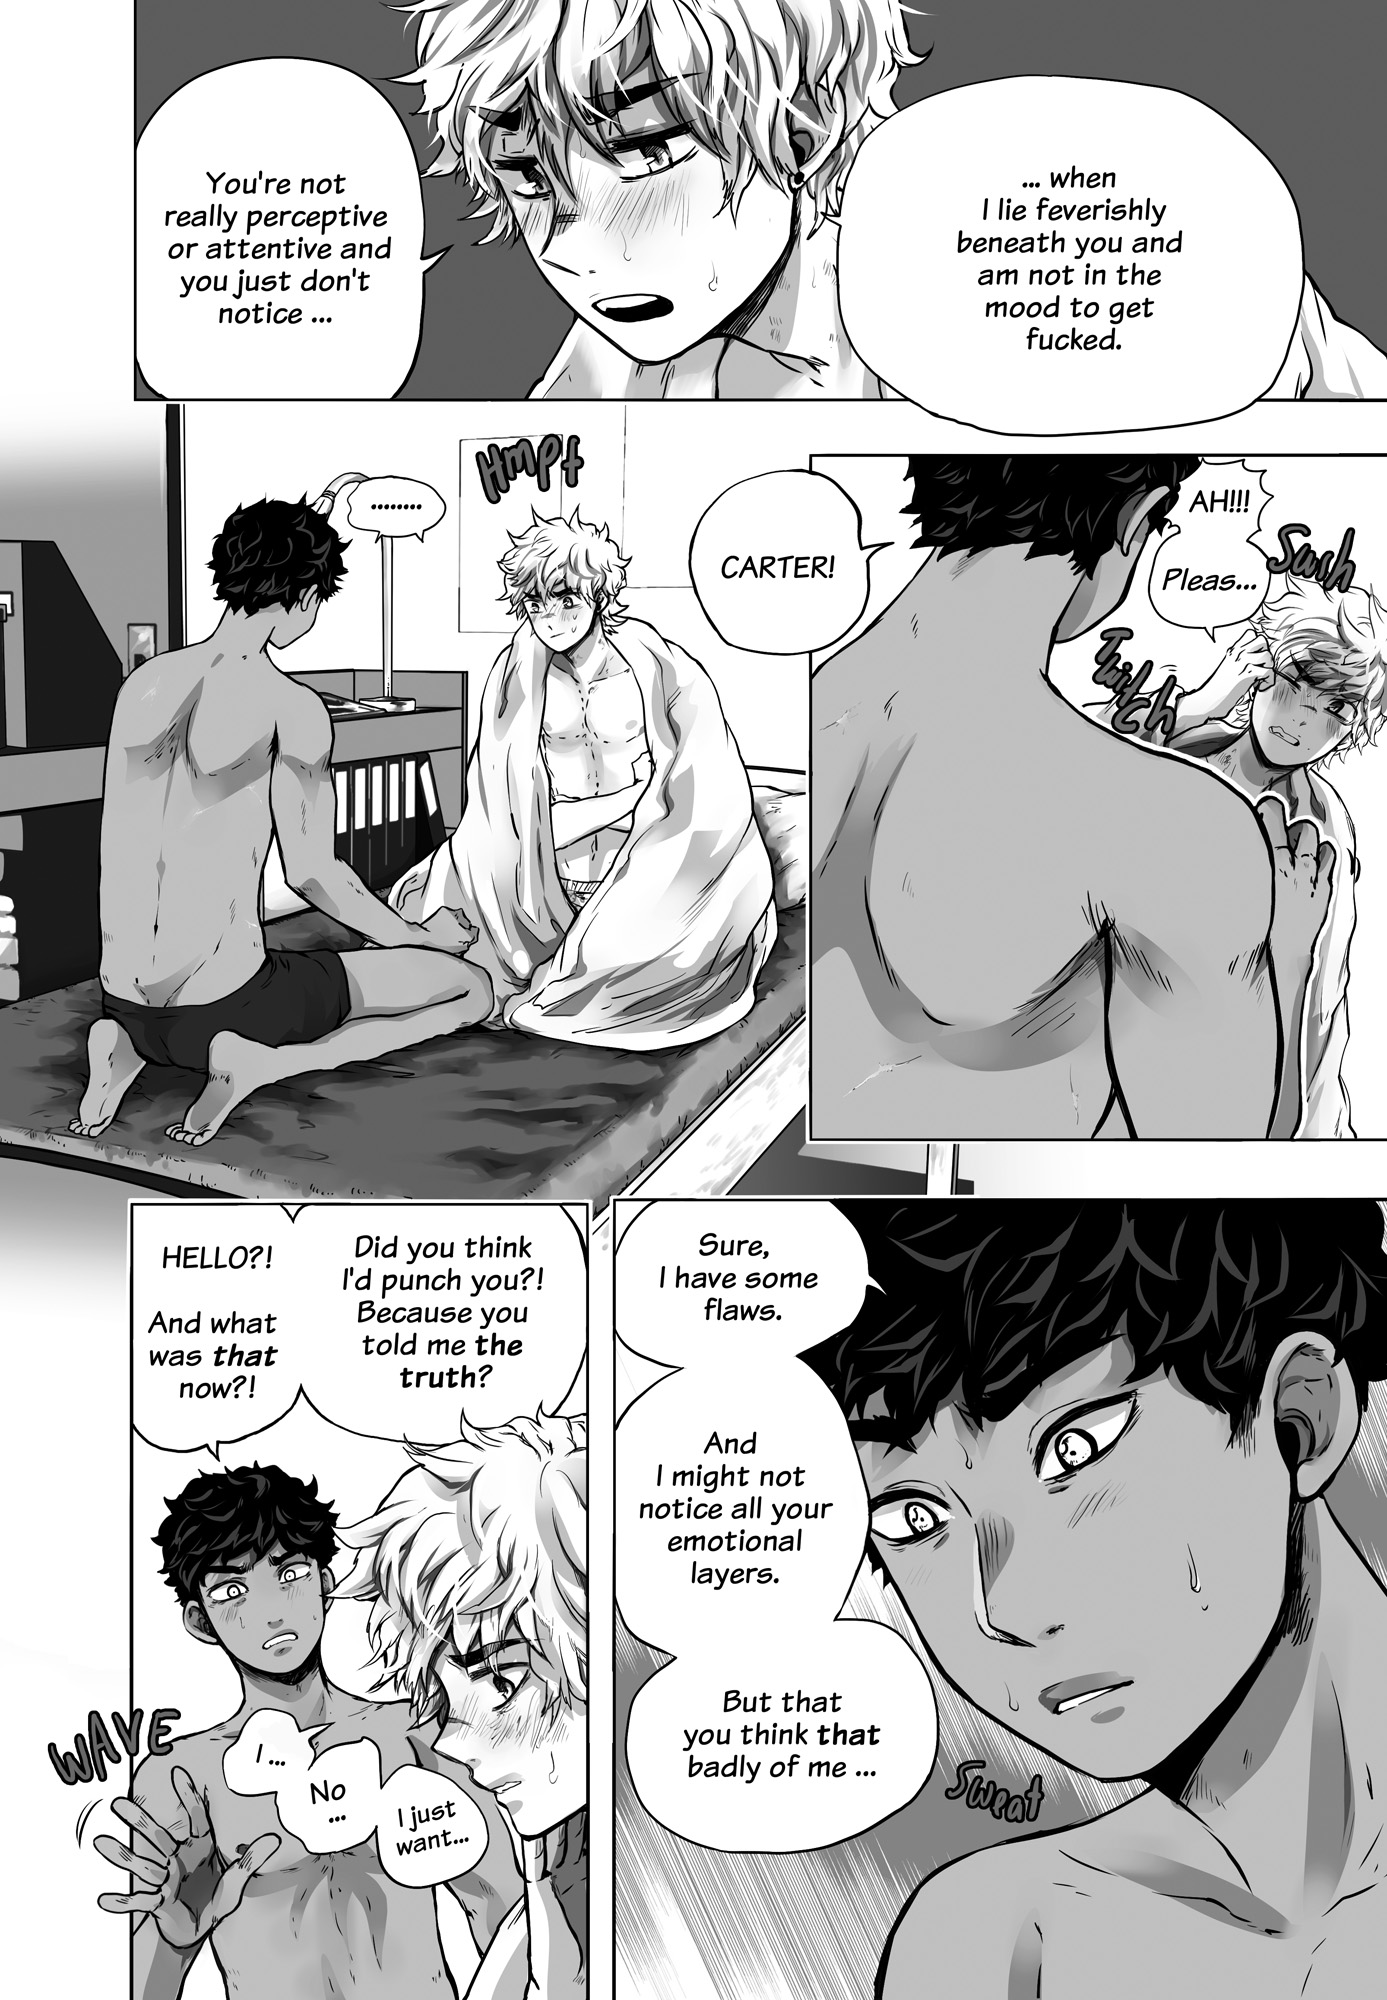 You're not
really perceptive
or attentive and
you just don't
notice ...
... when
I lie feverishly
beneath you and
am not in the
mood to get
fucked.
.........
Hmpf
CARTER!
AH!!!
Pleas...
Swish
Twitch
HELLO?!
And what
was that
now?!
Did you think
I'd punch you?!
Because you
told me the
truth?
WAVE
I ...
No
...
I just
want...
Sure,
I have some
flaws.
And
I might not
notice all your
emotional
layers.
But that
you think that
badly of me ...
Sweat